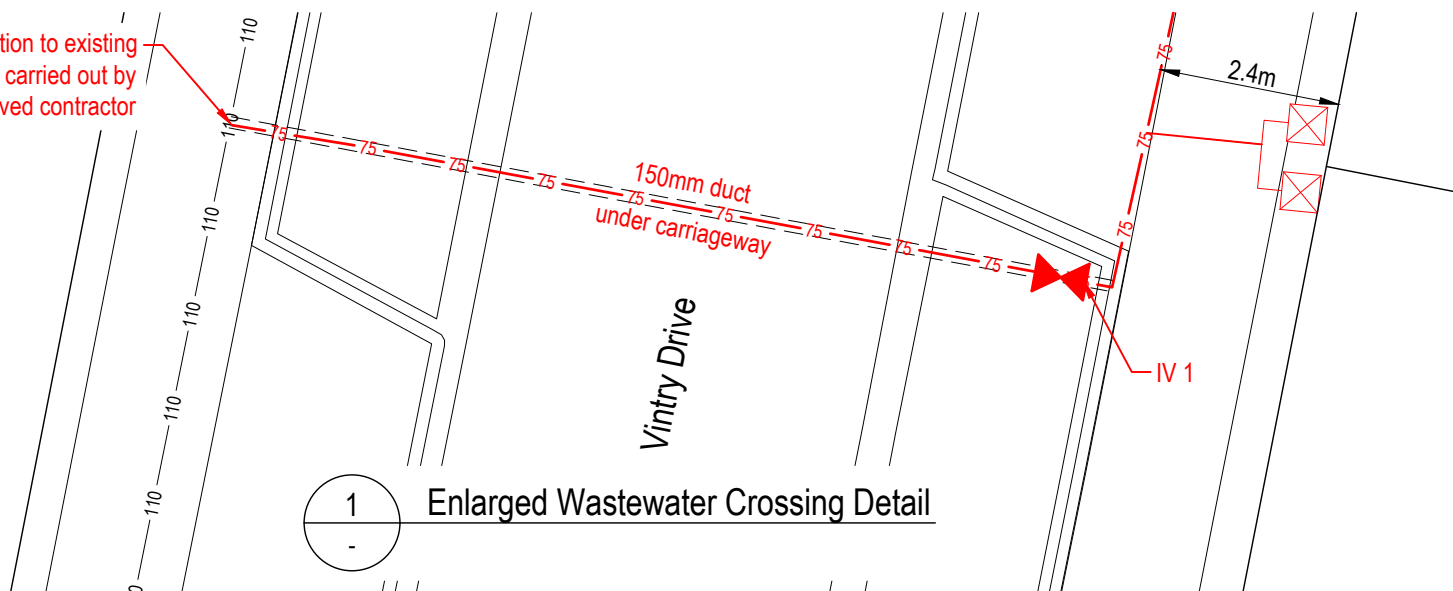 tion to existing
carried out by
ved contractor
110
110
110
110
110
110
75
75
75
75
75
75
75
75
75
150mm duct
under carriageway
75
75
75
2.4m
IV 1
Vintry Drive
1
-
Enlarged Wastewater Crossing Detail